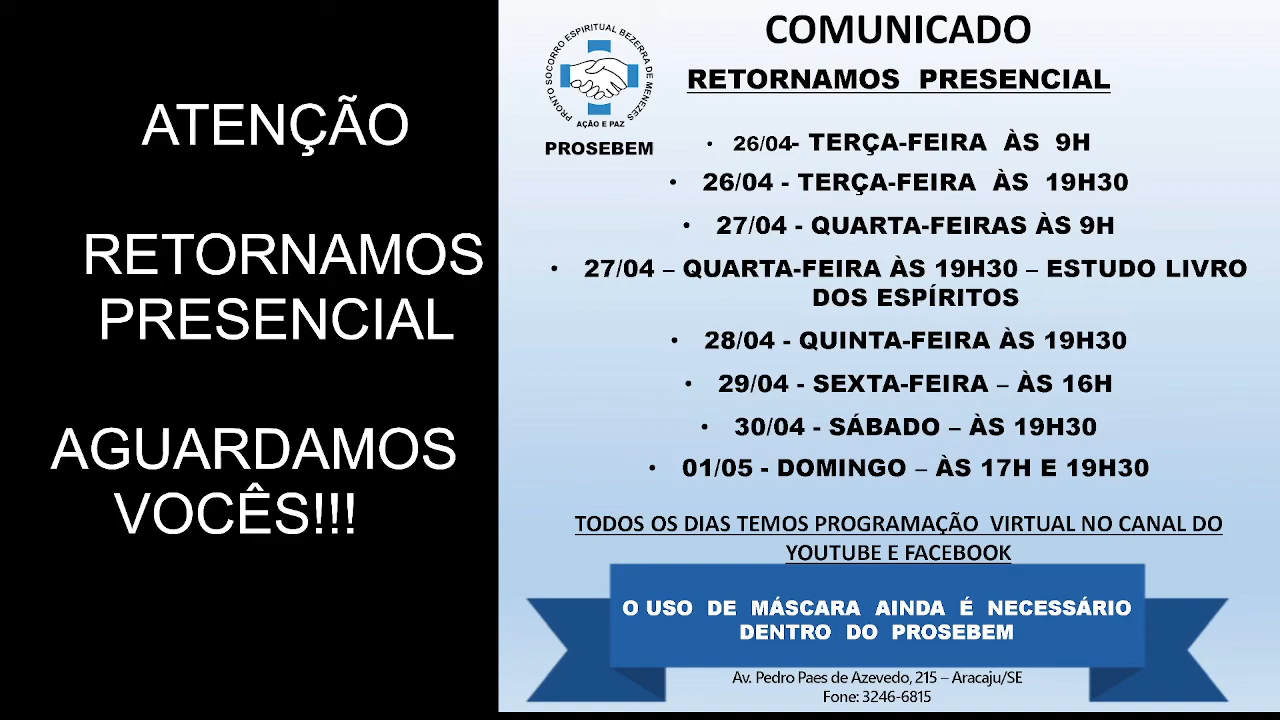 ATENÇÃO
RETORNAMOS
PRESENCIAL
AGUARDAMOS
VOCÊS!!!
PRONTO SOCORRO ESPIRITUAL BEZERRA DE MENEZES
AÇÃO E PAZ
PROSEBEM
COMUNICADO
RETORNAMOS PRESENCIAL
• 26/04- TERÇA-FEIRA ÀS 9H
• 26/04 - TERÇA-FEIRA ÀS 19H30
• 27/04 - QUARTA-FEIRAS ÀS 9H
• 27/04 – QUARTA-FEIRA ÀS 19H30 – ESTUDO LIVRO
DOS ESPÍRITOS
• 28/04 - QUINTA-FEIRA ÀS 19H30
• 29/04 - SEXTA-FEIRA – ÀS 16H
• 30/04 - SÁBADO – ÀS 19H30
• 01/05 - DOMINGO – ÀS 17H E 19H30
TODOS OS DIAS TEMOS PROGRAMAÇÃO VIRTUAL NO CANAL DO
YOUTUBE E FACEBOOK
O USO DE MÁSCARA AINDA É NECESSÁRIO
DENTRO DO PROSEBEM
Av. Pedro Paes de Azevedo, 215 – Aracaju/SE
Fone: 3246-6815